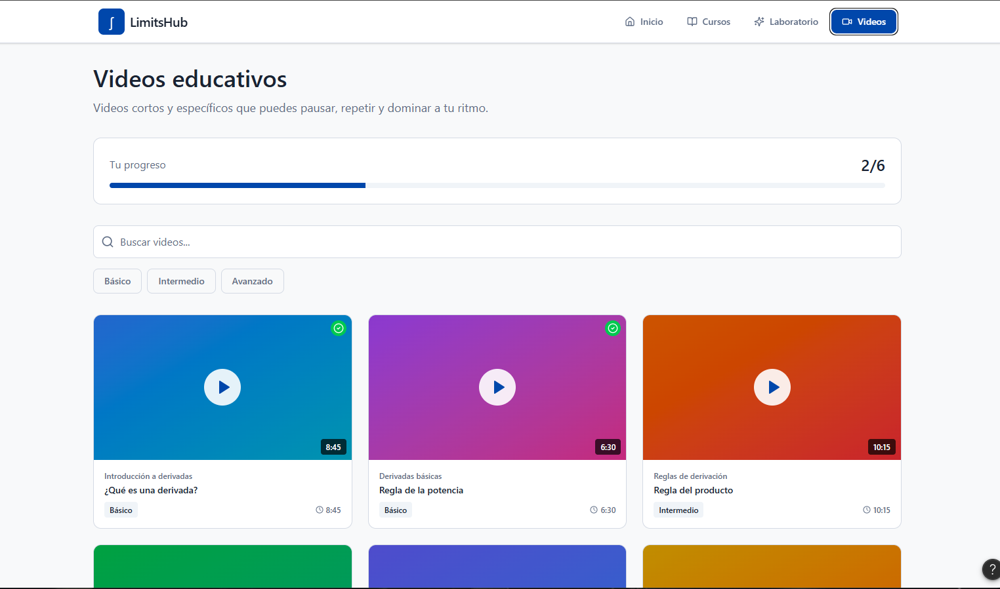 ∫ LimitsHub
Inicio Cursos Laboratorio Videos
Videos educativos
Videos cortos y específicos que puedes pausar, repetir y dominar a tu ritmo.
Tu progreso 2/6
Buscar videos...
Básico Intermedio Avanzado
8:45 6:30 10:15
Introducción a derivadas
¿Qué es una derivada?
Básico 8:45
Derivadas básicas
Regla de la potencia
Básico 6:30
Reglas de derivación
Regla del producto
Intermedio 10:15
?